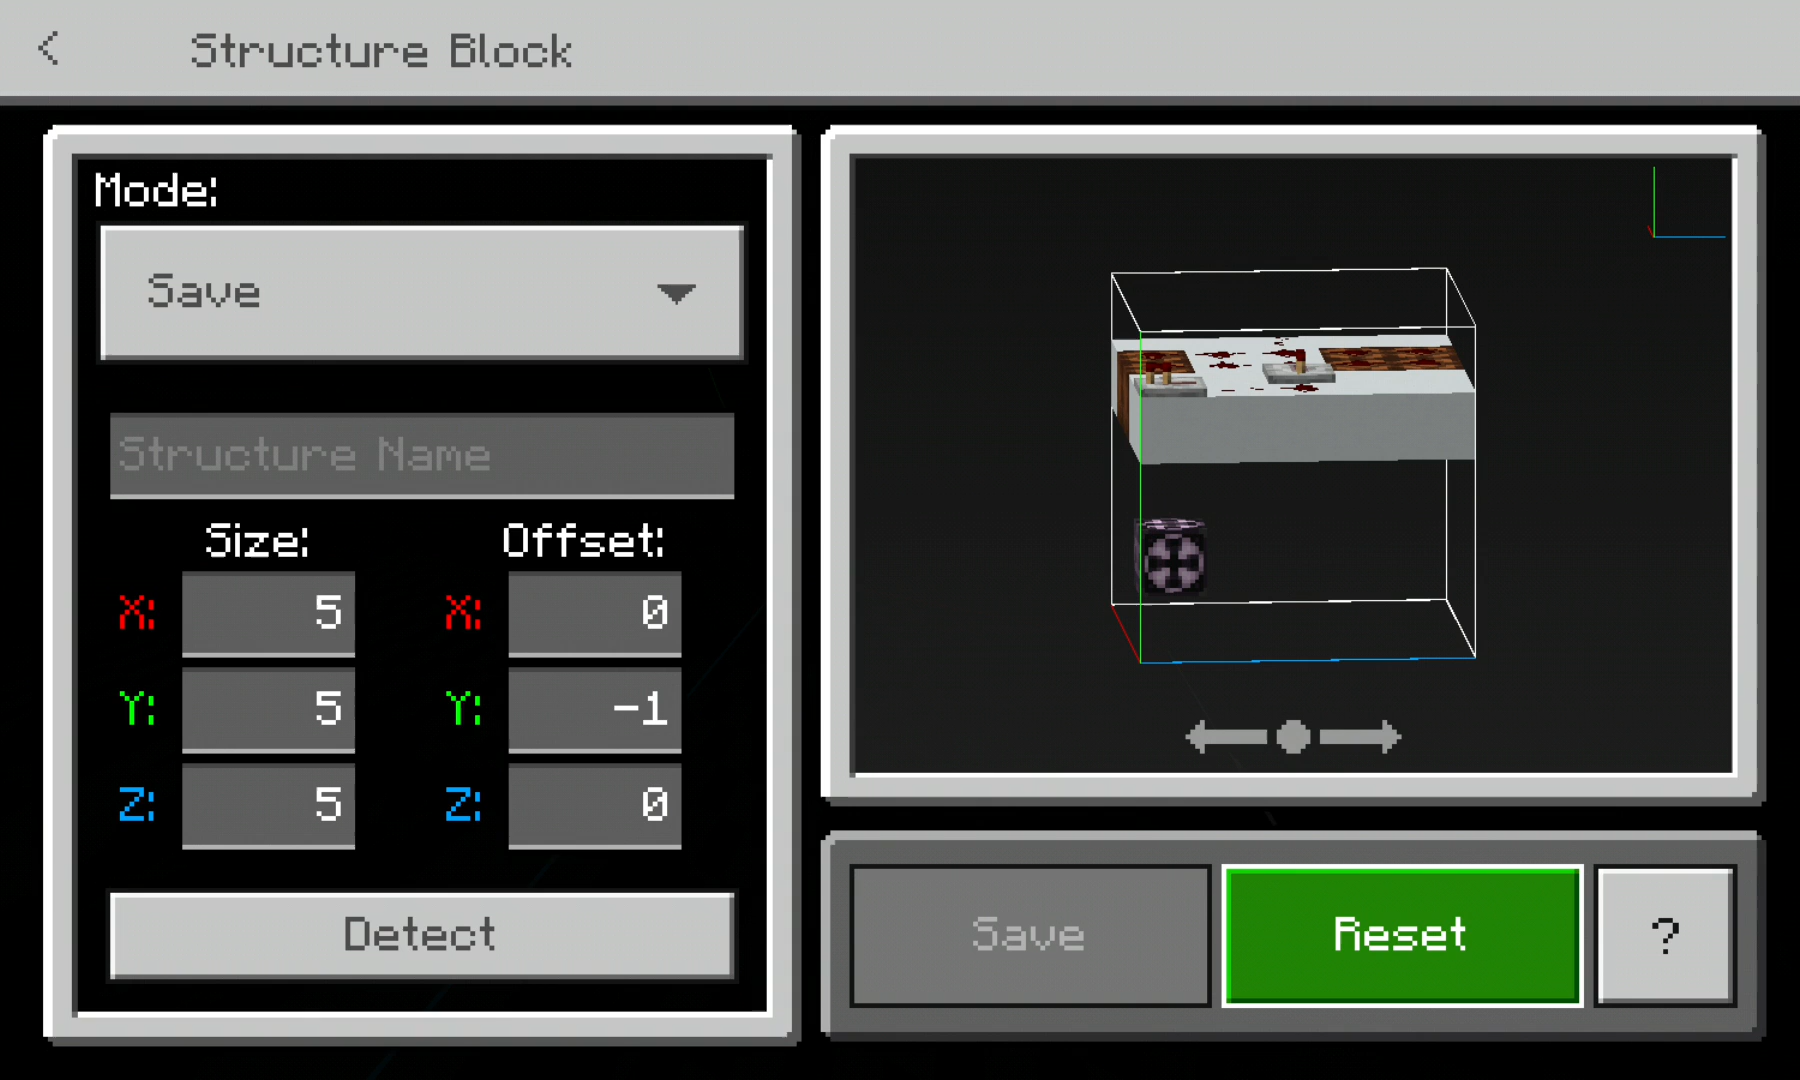 Structure Block
Mode:
Save
Structure Name
Size: Offset:
X: 5 X: 0
Y: 5 Y: -1
Z: 5 Z: 0
Detect
Save Reset ?